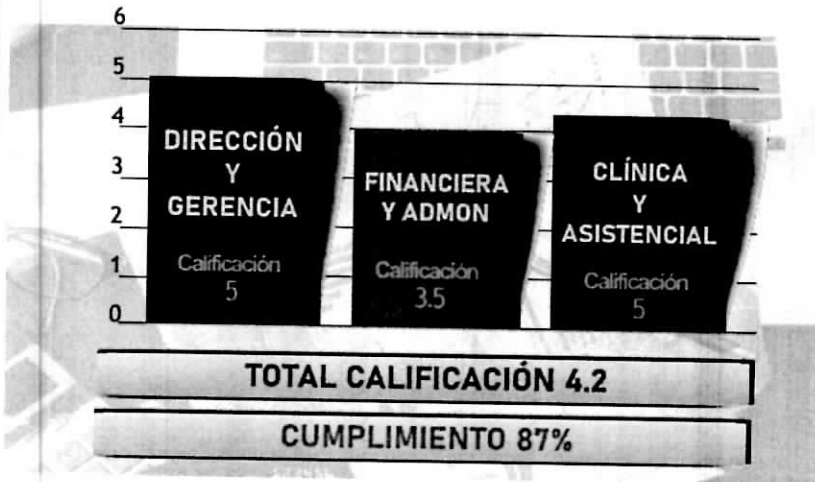 6
5
4
3
2
1
0
DIRECCIÓN
Y
GERENCIA
Calificación
5
FINANCIERA
Y ADMON
Calificación
3.5
CLÍNICA
Y
ASISTENCIAL
Calificación
5
TOTAL CALIFICACIÓN 4.2
CUMPLIMIENTO 87%